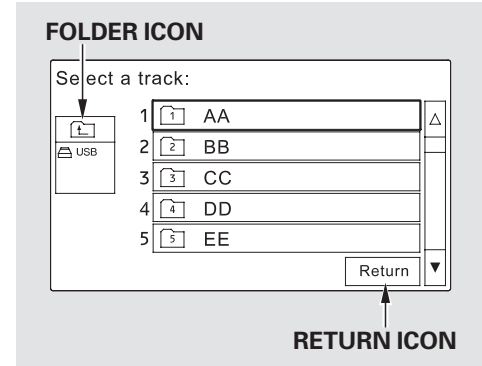 FOLDER ICON
Select a track:
1 1 AA
USB
2 2 BB
3 3 CC
4 4 DD
5 5 EE
Return
RETURN ICON